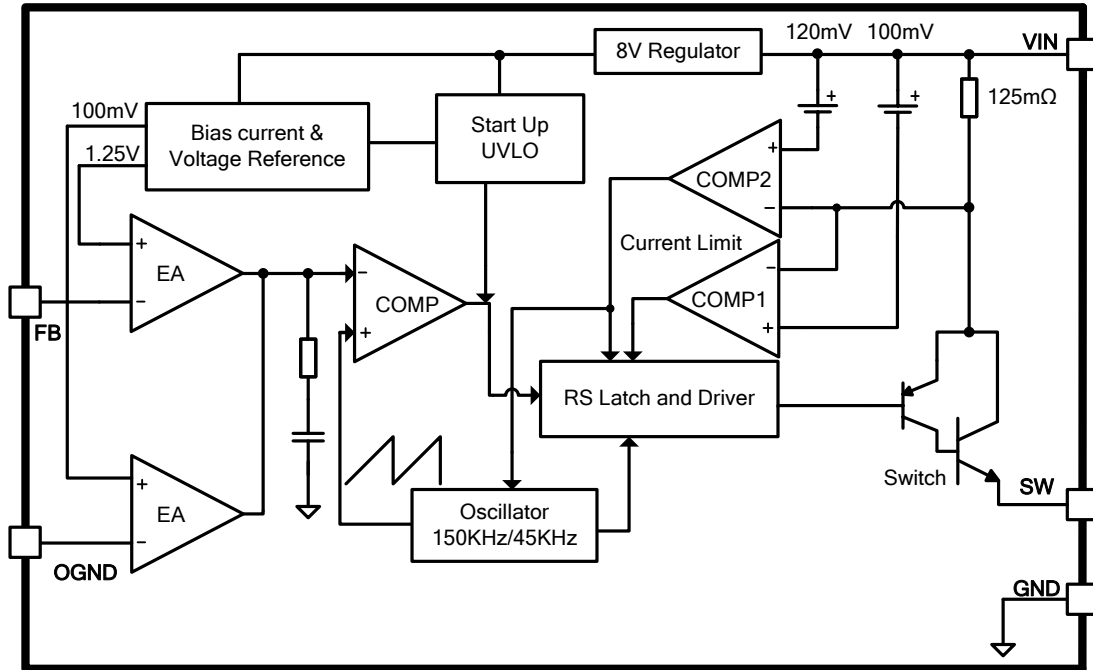 120mV
100mV
VIN
8V Regulator
125mΩ
+
+
100mV
1.25V
Bias current &
Voltage Reference
Start Up
UVLO
+
COMP2
−
+
EA
−
FB
−
COMP
+
Current Limit
−
COMP1
+
RS Latch and Driver
Switch
SW
+
EA
−
OGND
Oscillator
150KHz/45KHz
GND